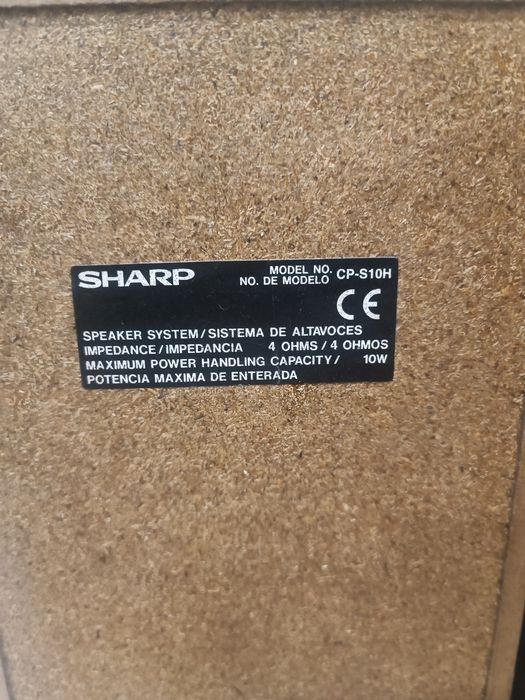 SHARP
MODEL NO. CP-S10H
NO. DE MODELO
CE
SPEAKER SYSTEM/SISTEMA DE ALTAVOCES
IMPEDANCE/IMPEDANCIA 4 OHMS / 4 OHMOS
MAXIMUM POWER HANDLING CAPACITY/ 10W
POTENCIA MAXIMA DE ENTERADA